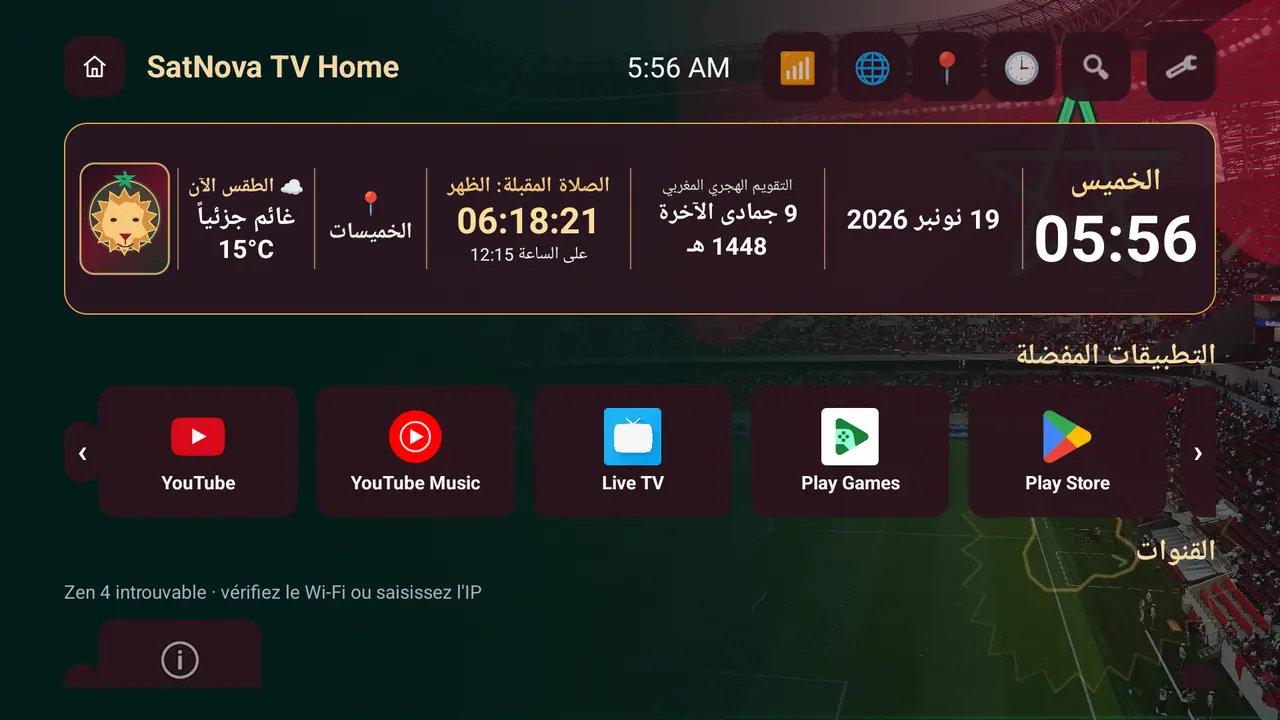 SatNova TV Home
5:56 AM
الخميس
05:56
19 نونبر 2026
التقويم الهجري المغربي
9 جمادى الآخرة
1448 هـ
الصلاة المقبلة: الظهر
06:18:21
على الساعة 12:15
الخميسات
الطقس الآن
غائم جزئياً
15°C
التطبيقات المفضلة
YouTube
YouTube Music
Live TV
Play Games
Play Store
القنوات
Zen 4 introuvable · vérifiez le Wi-Fi ou saisissez l'IP